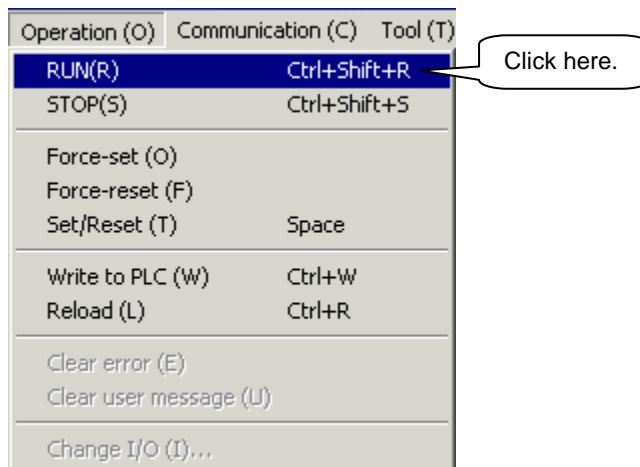 Operation (O) Communication (C) Tool (T)
RUN(R) Ctrl+Shift+R
Click here.
STOP(S) Ctrl+Shift+S
Force-set (O)
Force-reset (F)
Set/Reset (T) Space
Write to PLC (W) Ctrl+W
Reload (L) Ctrl+R
Clear error (E)
Clear user message (U)
Change I/O (I)...